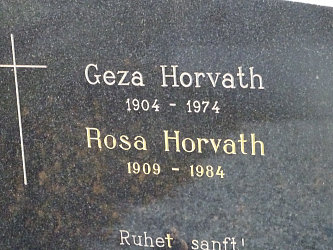 Geza Horvath
1904 - 1974
Rosa Horvath
1909 - 1984
Ruhet sanft!